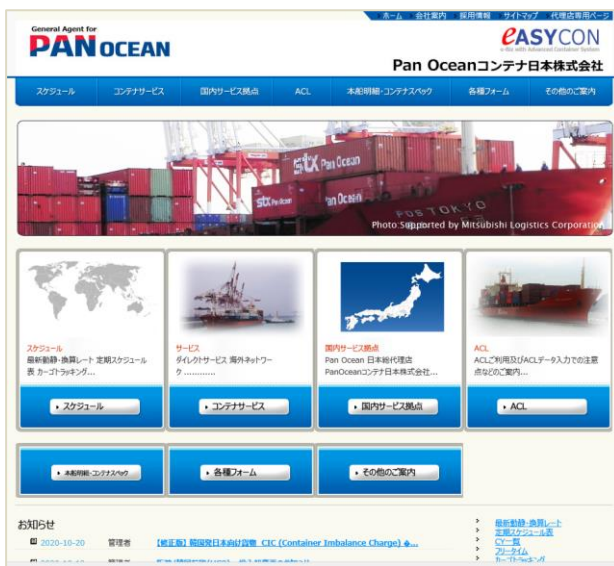 ホーム 会社案内 採用情報 サイトマップ 代理店専用ページ
General Agent for
PAN OCEAN
eASYCON
e-Biz with Advanced Container System
Pan Oceanコンテナ日本株式会社
スケジュール コンテナサービス 国内サービス拠点 ACL 本船明細・コンテナスペック 各種フォーム その他のご案内
stX Pan Ocean
stX Pan Ocean
POS TOKYO
Photo:Supported by Mitsubishi Logistics Corporation
スケジュール
最新動静・換算レート 定期スケジュール
表 カーゴトラッキング...
サービス
ダイレクトサービス 海外ネットワー
ク ............
国内サービス拠点
Pan Ocean 日本総代理店
PanOceanコンテナ日本株式会社...
ACL
ACLご利用及びACLデータ入力での注意
点などのご案内...
スケジュール
コンテナサービス
国内サービス拠点
ACL
本船明細・コンテナスペック
各種フォーム
その他のご案内
お知らせ
2020-10-20 管理者 【修正版】韓国発日本向け貨物 CIC (Container Imbalance Charge) �...
最新動静・換算レート
定期スケジュール表
CY一覧
フリータイム
カーゴトラッキング